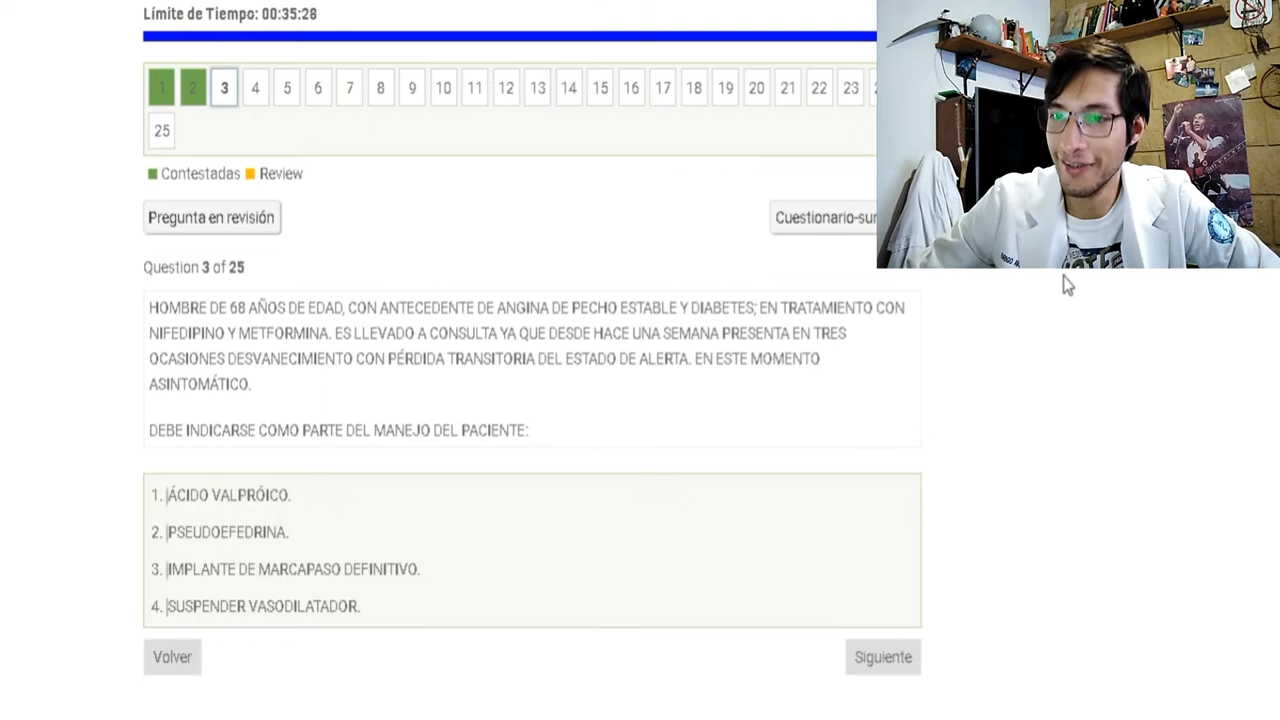 Límite de Tiempo: 00:35:28
1 2 3 4 5 6 7 8 9 10 11 12 13 14 15 16 17 18 19 20 21 22 23
25
Contestadas Review
Pregunta en revisión
Question 3 of 25
HOMBRE DE 68 AÑOS DE EDAD, CON ANTECEDENTE DE ANGINA DE PECHO ESTABLE Y DIABETES; EN TRATAMIENTO CON
NIFEDIPINO Y METFORMINA. ES LLEVADO A CONSULTA YA QUE DESDE HACE UNA SEMANA PRESENTA EN TRES
OCASIONES DESVANECIMIENTO CON PÉRDIDA TRANSITORIA DEL ESTADO DE ALERTA. EN ESTE MOMENTO
ASINTOMÁTICO.
DEBE INDICARSE COMO PARTE DEL MANEJO DEL PACIENTE:
1. ÁCIDO VALPRÓICO.
2. PSEUDOEFEDRINA.
3. IMPLANTE DE MARCAPASO DEFINITIVO.
4. SUSPENDER VASODILATADOR.
Volver Siguiente